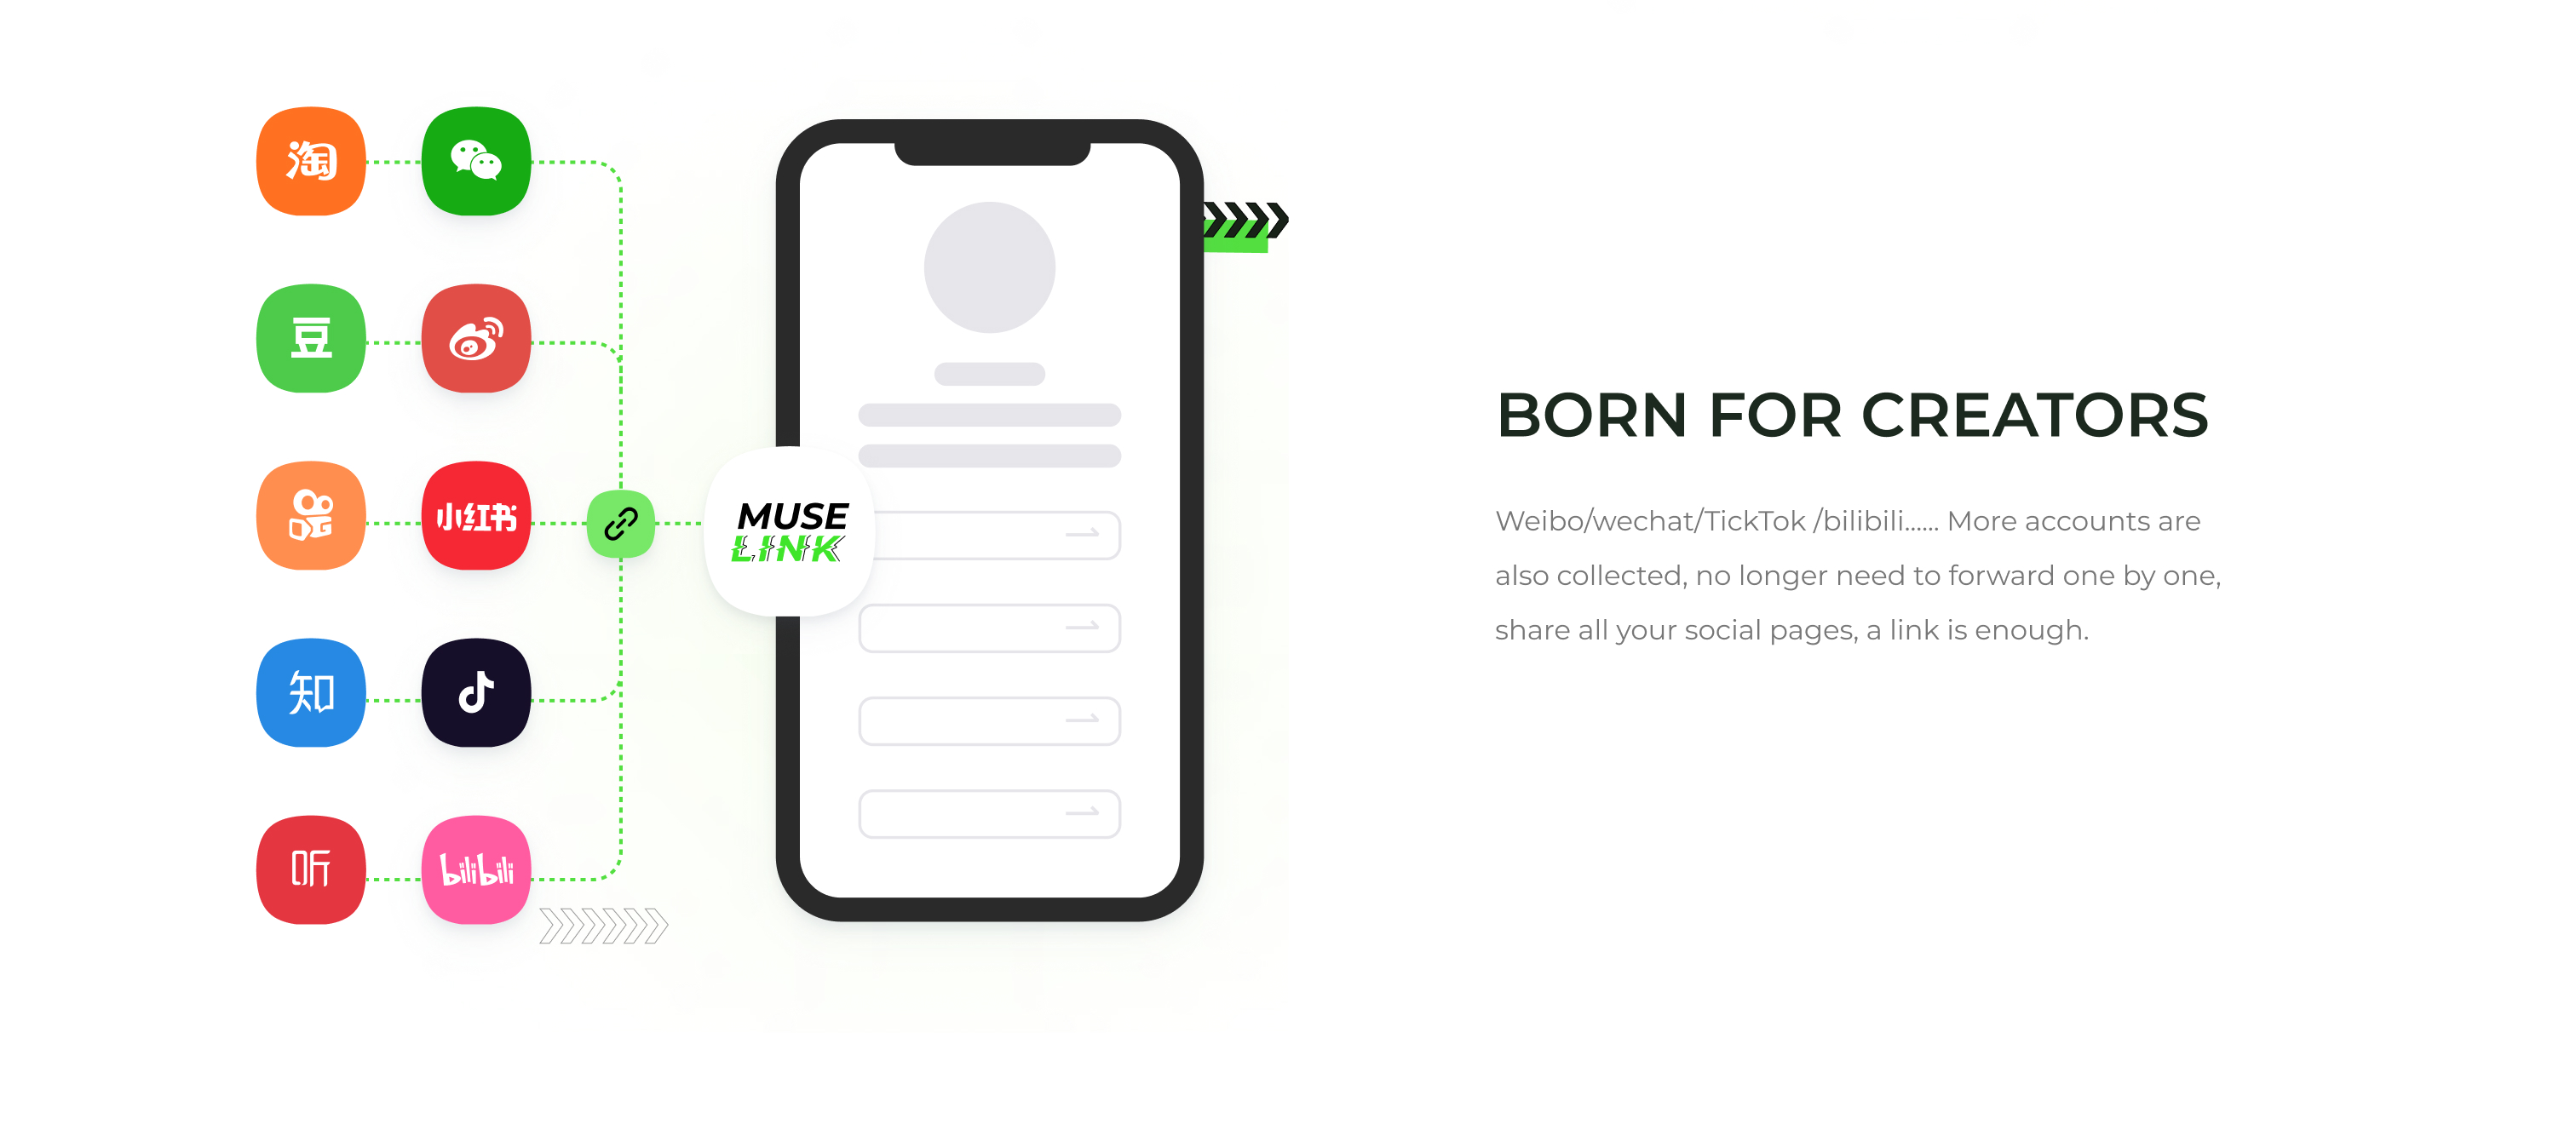 淘
豆
小红书
知
听
bilibili
MUSE
LINK
BORN FOR CREATORS
Weibo/wechat/TickTok /bilibili...... More accounts are
also collected, no longer need to forward one by one,
share all your social pages, a link is enough.